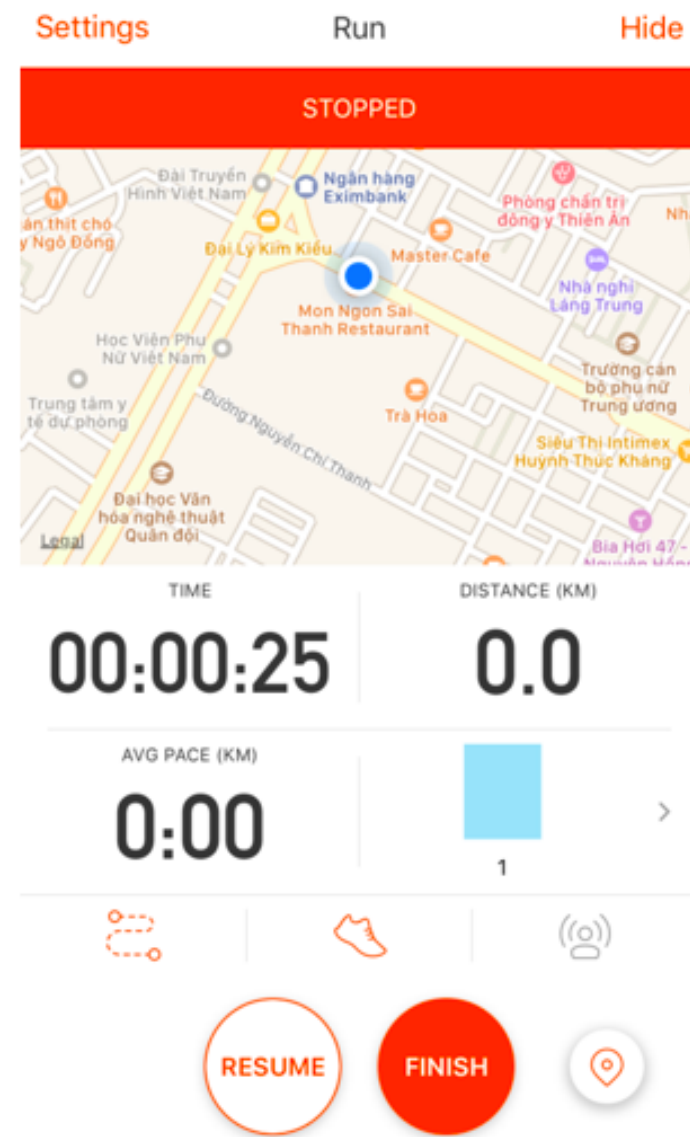 Settings
Run
Hide
STOPPED
Đài Truyền
Hình Việt Nam
Ngân hàng
Eximbank
Phòng chẩn trị
đông y Thiên Ân
Nh
án thịt chó
y Ngô Đồng
Đại Lý Kim Kiều
Master Cafe
Nhà nghỉ
Láng Trung
Mon Ngon Sai
Thanh Restaurant
Học Viện Phụ
Nữ Việt Nam
Trường cán
bộ phụ nữ
Trung ương
Trung tâm y
tế dự phòng
Trà Hoa
Đường Nguyễn Chí Thanh
Siêu Thị Intimex
Huỳnh Thúc Kháng
Đại học Văn
hóa nghệ thuật
Quân đội
Legal
Bia Hơi 47 -
TIME
DISTANCE (KM)
00:00:25
0.0
AVG PACE (KM)
0:00
1
RESUME
FINISH